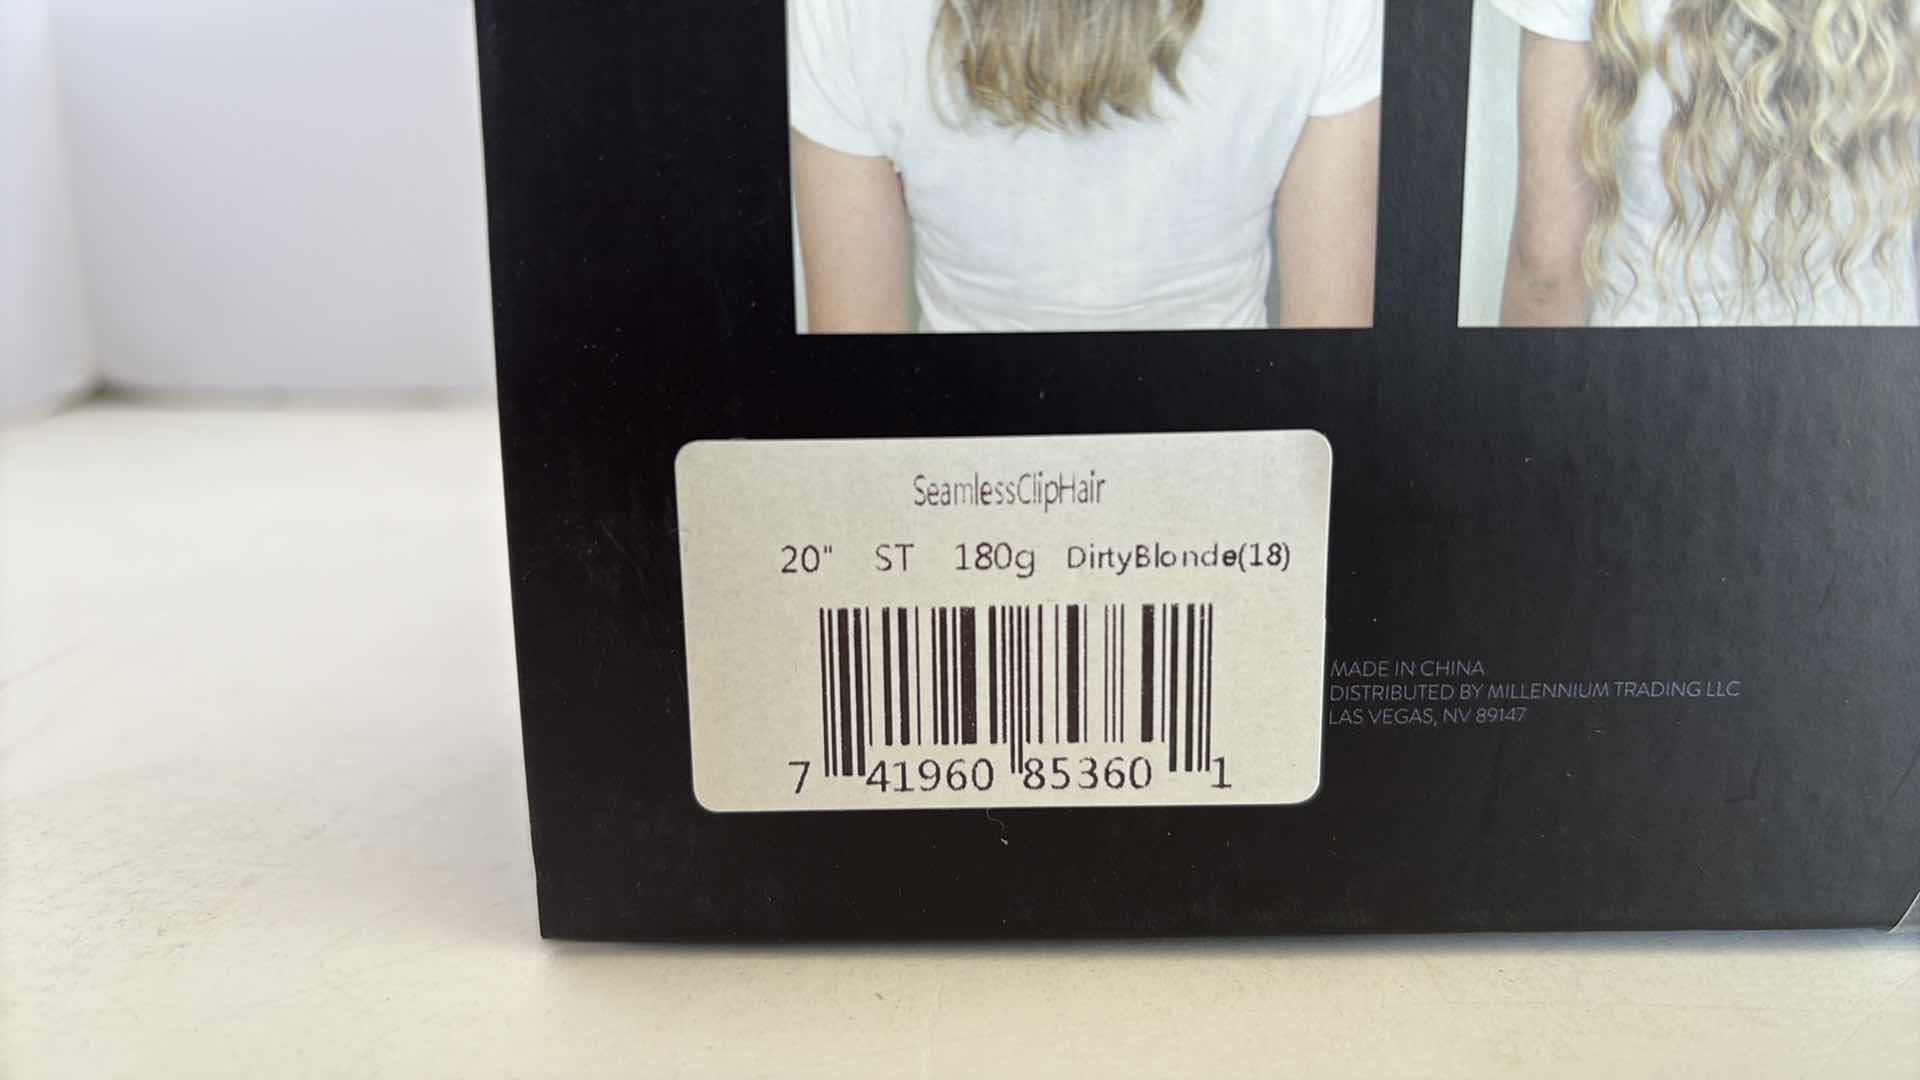 SeamlessClipHair
20" ST 180g DirtyBlonde(18)
7 41960 85360 1
MADE IN CHINA
DISTRIBUTED BY MILLENNIUM TRADING LLC
LAS VEGAS, NV 89147